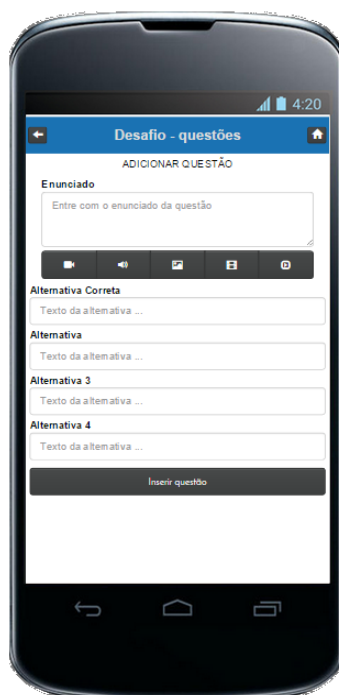 4:20
Desafio - questões
ADICIONAR QUESTÃO
Enunciado
Entre com o enunciado da questão
Alternativa Correta
Texto da alternativa ...
Alternativa
Texto da alternativa ...
Alternativa 3
Texto da alternativa ...
Alternativa 4
Texto da alternativa ...
Inserir questão